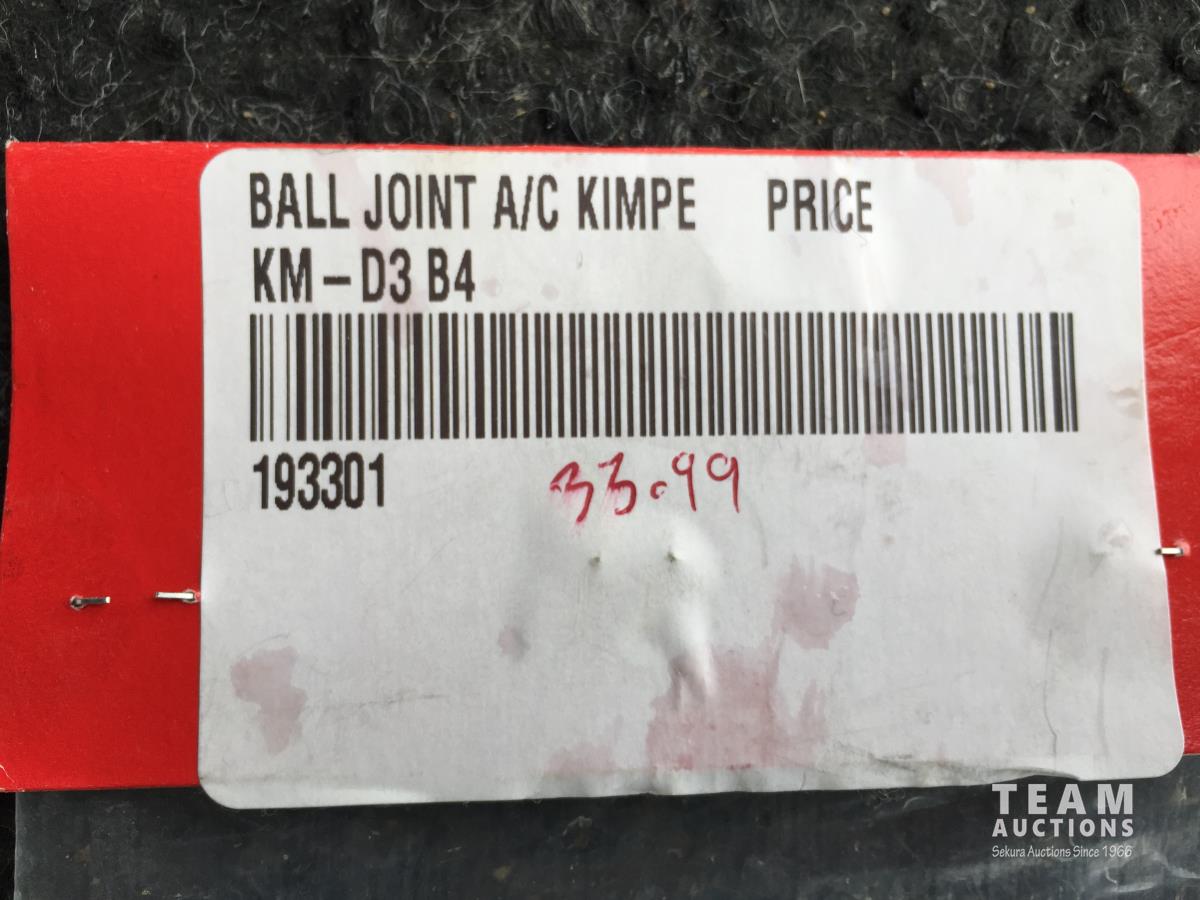 BALL JOINT A/C KIMPE PRICE
KM-D3 B4
193301 33.99
TEAM
AUCTIONS
Sekura Auctions Since 1966